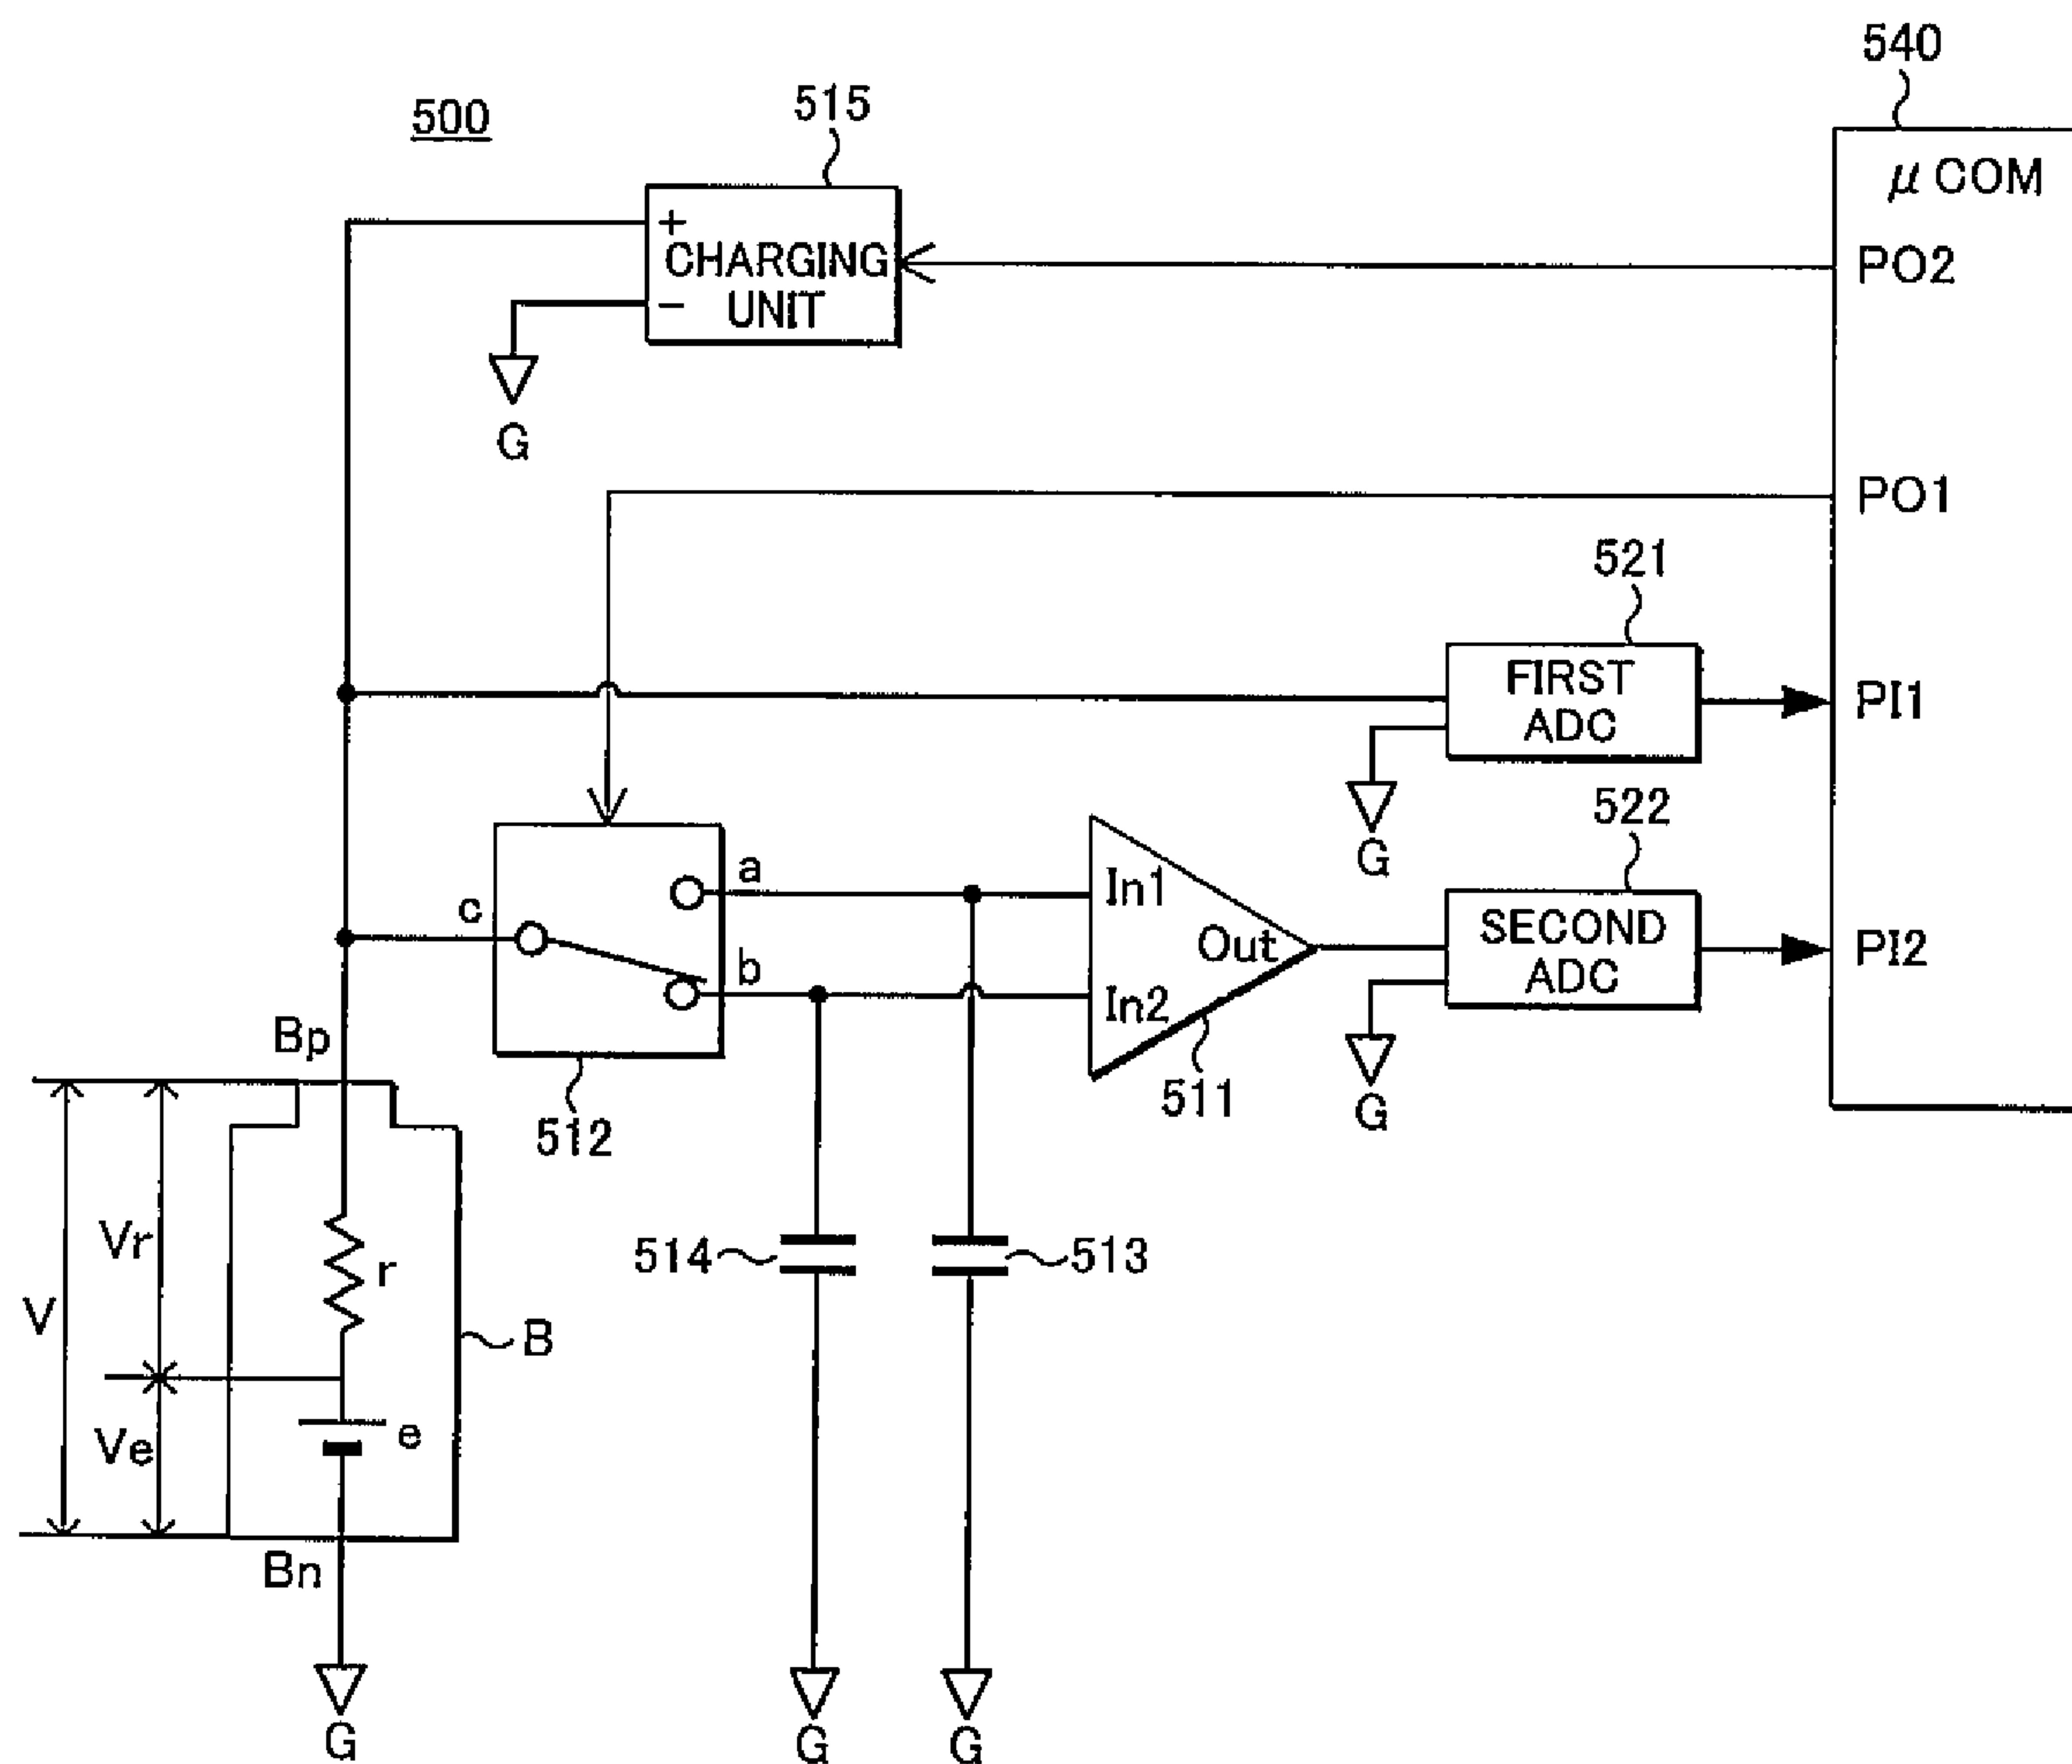 540
500
515
μ COM
+
CHARGING
UNIT
-
PO2
G
PO1
521
FIRST
ADC
PI1
G
522
a
c
b
In1
In2
Out
SECOND
ADC
PI2
G
511
512
Bp
514
513
Vr
r
V
B
Ve
e
Bn
G
G
G